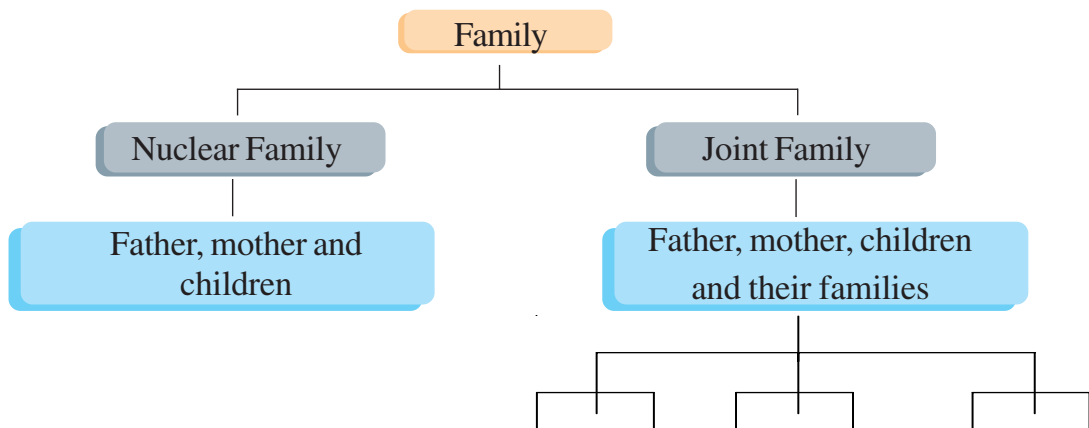 Family
Nuclear Family
Joint Family
Father, mother and
children
Father, mother, children
and their families